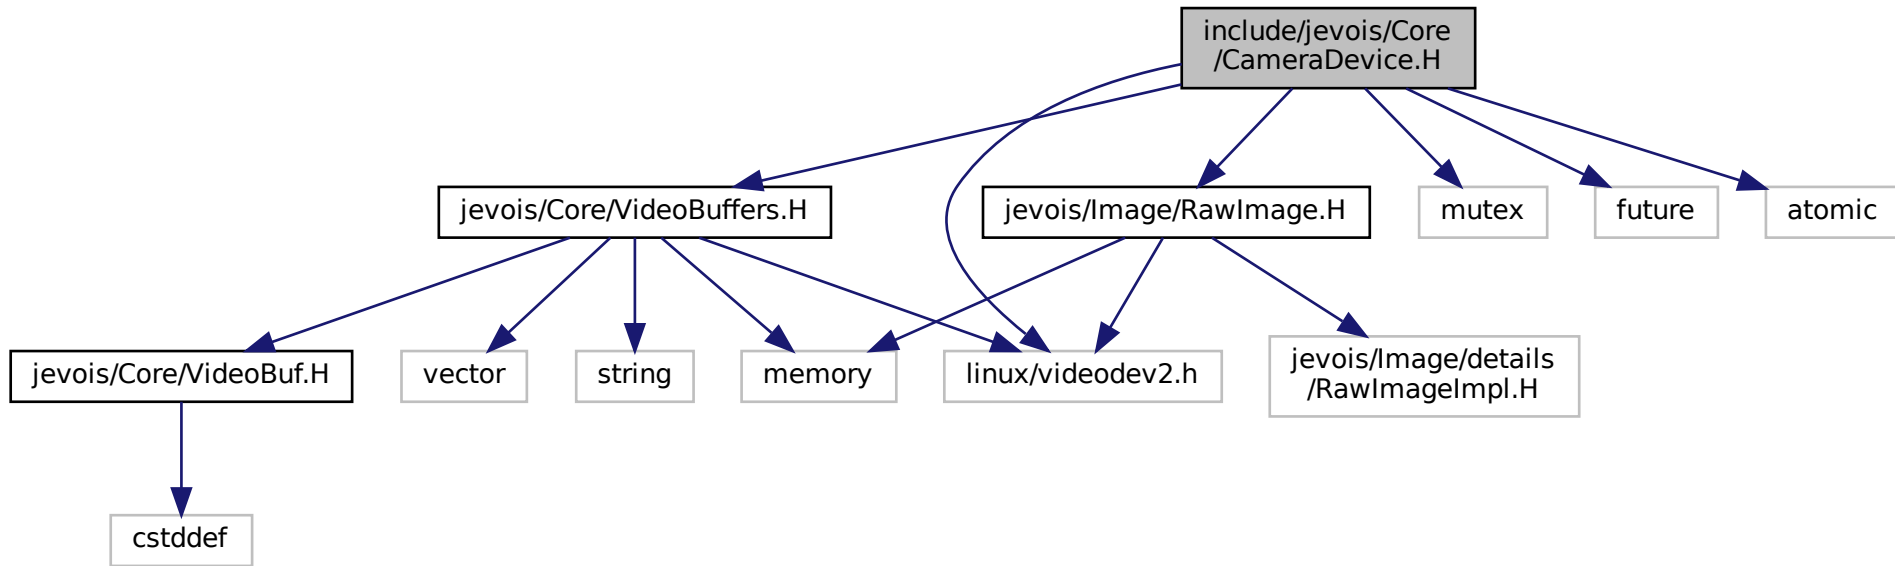 include/jevois/Core
/CameraDevice.H
jevois/Core/VideoBuffers.H
jevois/Image/RawImage.H
mutex
future
atomic
jevois/Core/VideoBuf.H
vector
string
memory
linux/videodev2.h
jevois/Image/details
/RawImageImpl.H
cstddef